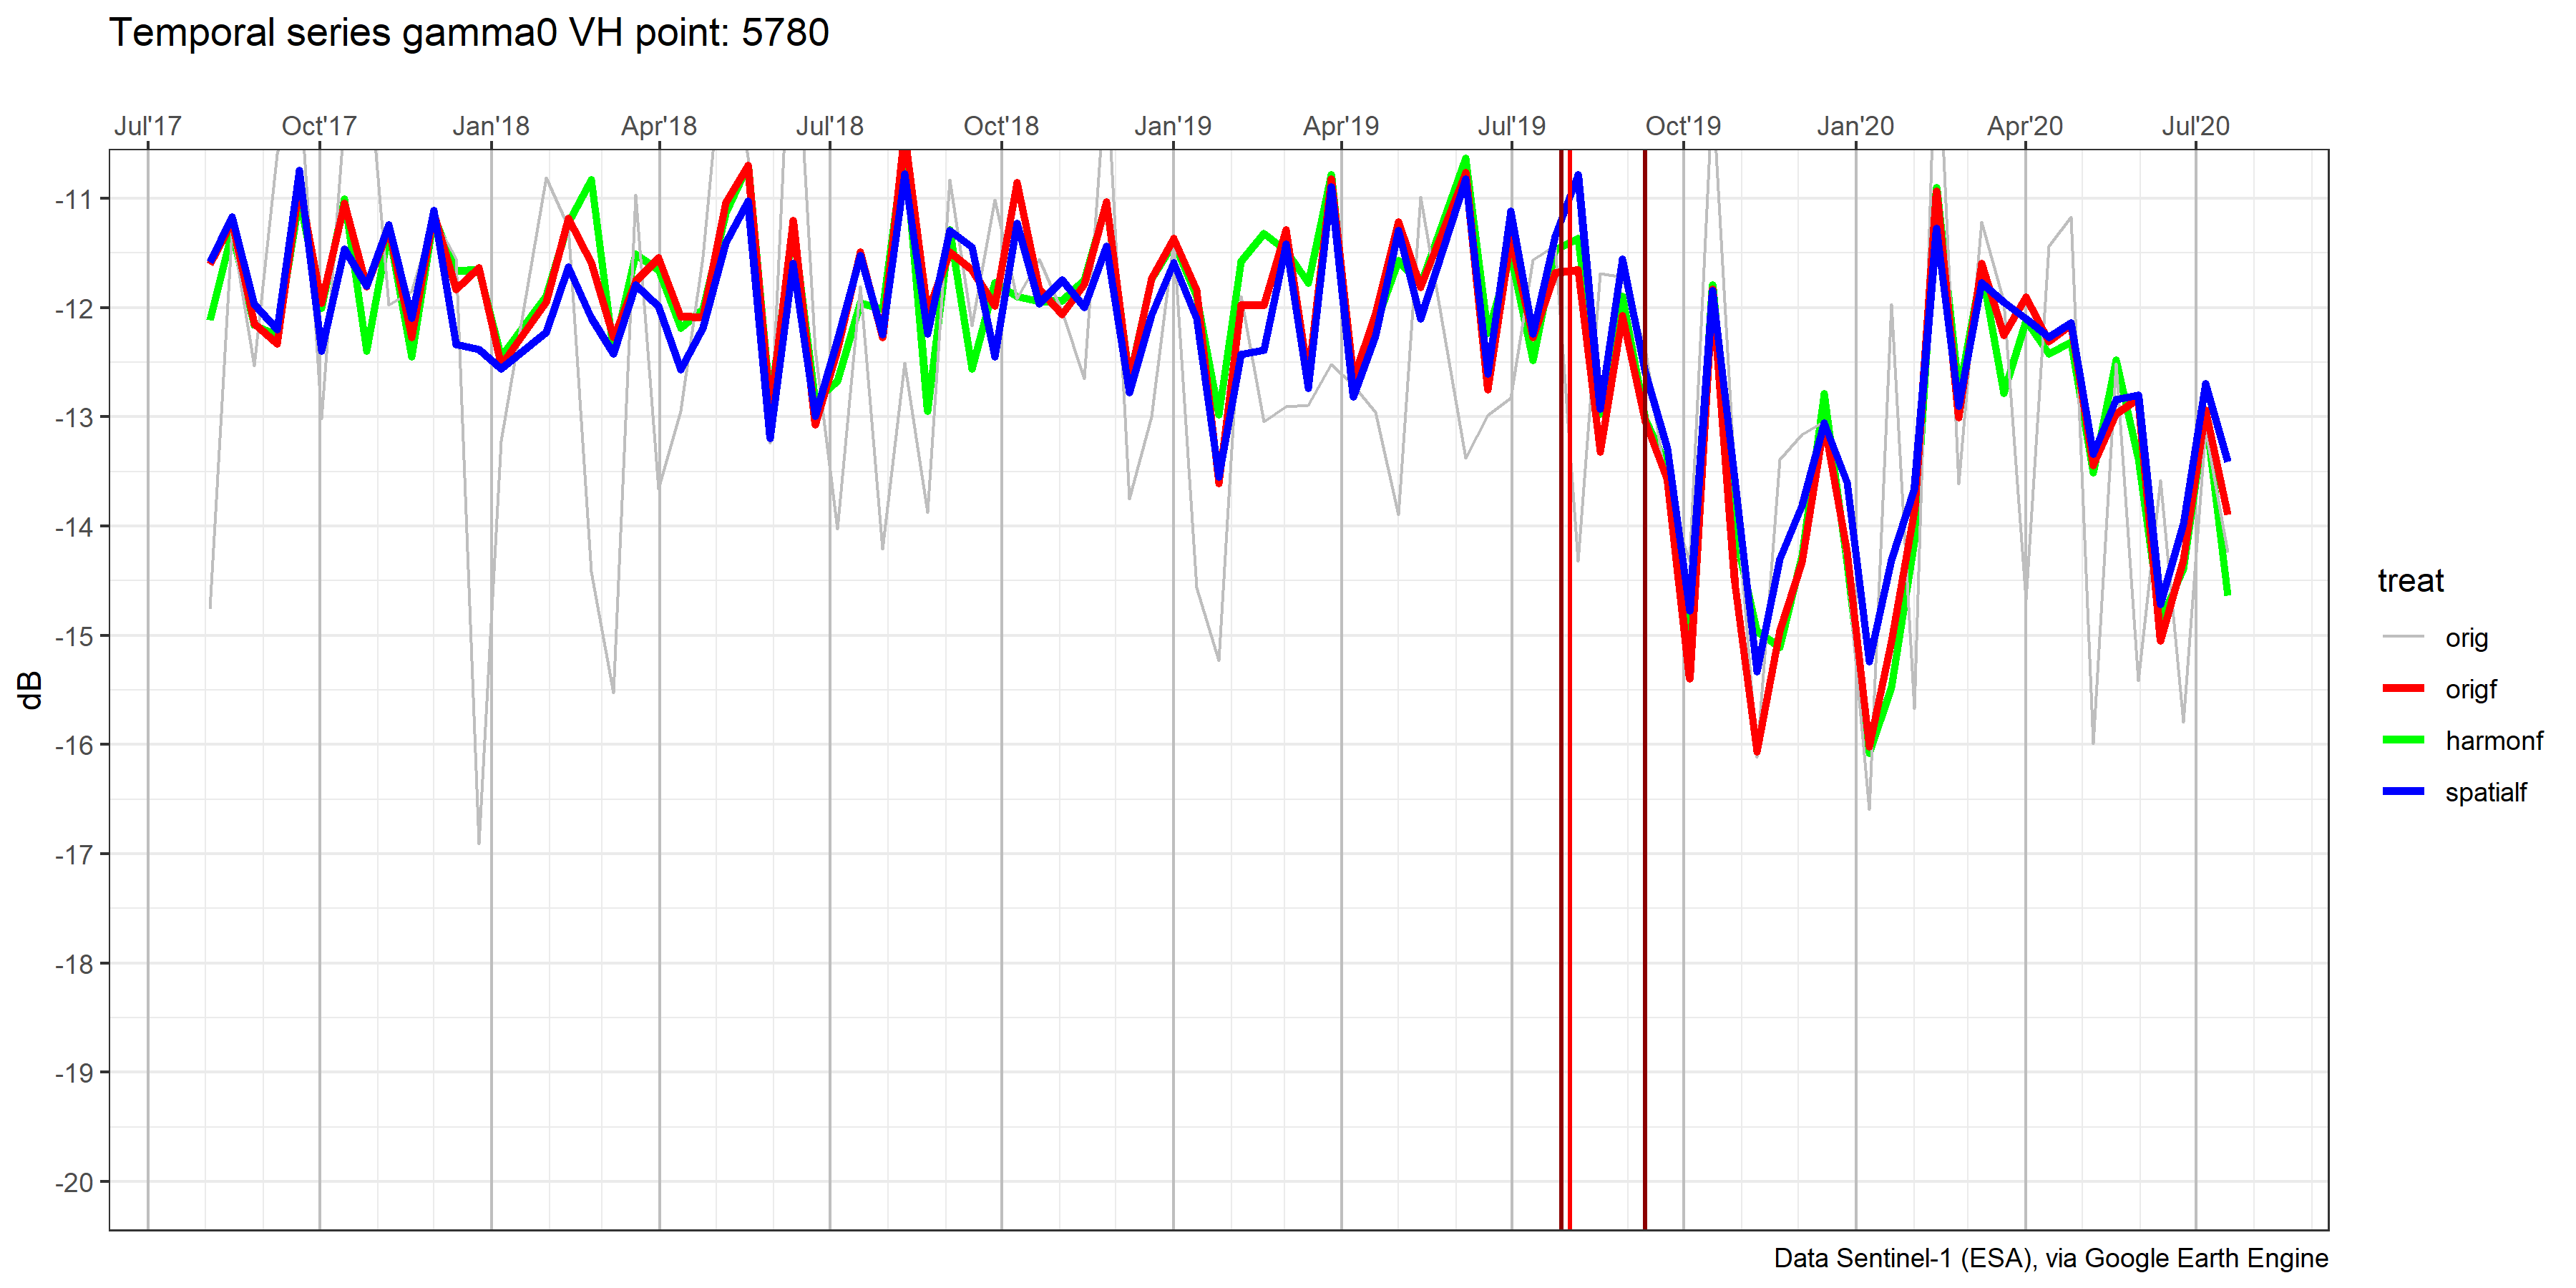 Temporal series gamma0 VH point: 5780
Jul'17 Oct'17 Jan'18 Apr'18 Jul'18 Oct'18 Jan'19 Apr'19 Jul'19 Oct'19 Jan'20 Apr'20 Jul'20
-11
-12
-13
-14
-15
-16
-17
-18
-19
-20
dB
treat
orig
origf
harmonf
spatialf
Data Sentinel-1 (ESA), via Google Earth Engine